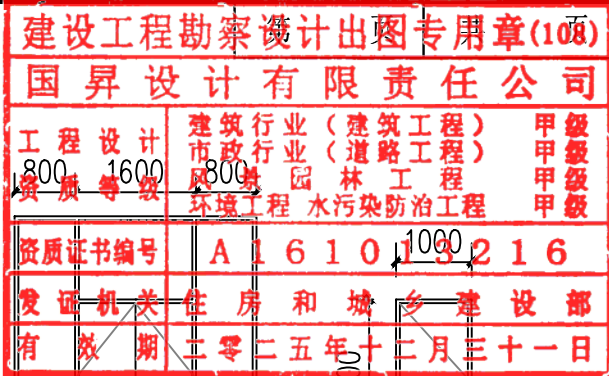 建设工程勘察设计出图专用章(108)
第 页 共 页
国昇设计有限责任公司
工程设计资质等级
建筑行业（建筑工程） 甲级
市政行业（道路工程） 甲级
风景园林工程 甲级
环境工程 水污染防治工程 甲级
800 1600 800
资质证书编号 A161013216
1000
发证机关 住房和城乡建设部
有效期 二零二五年十二月三十一日